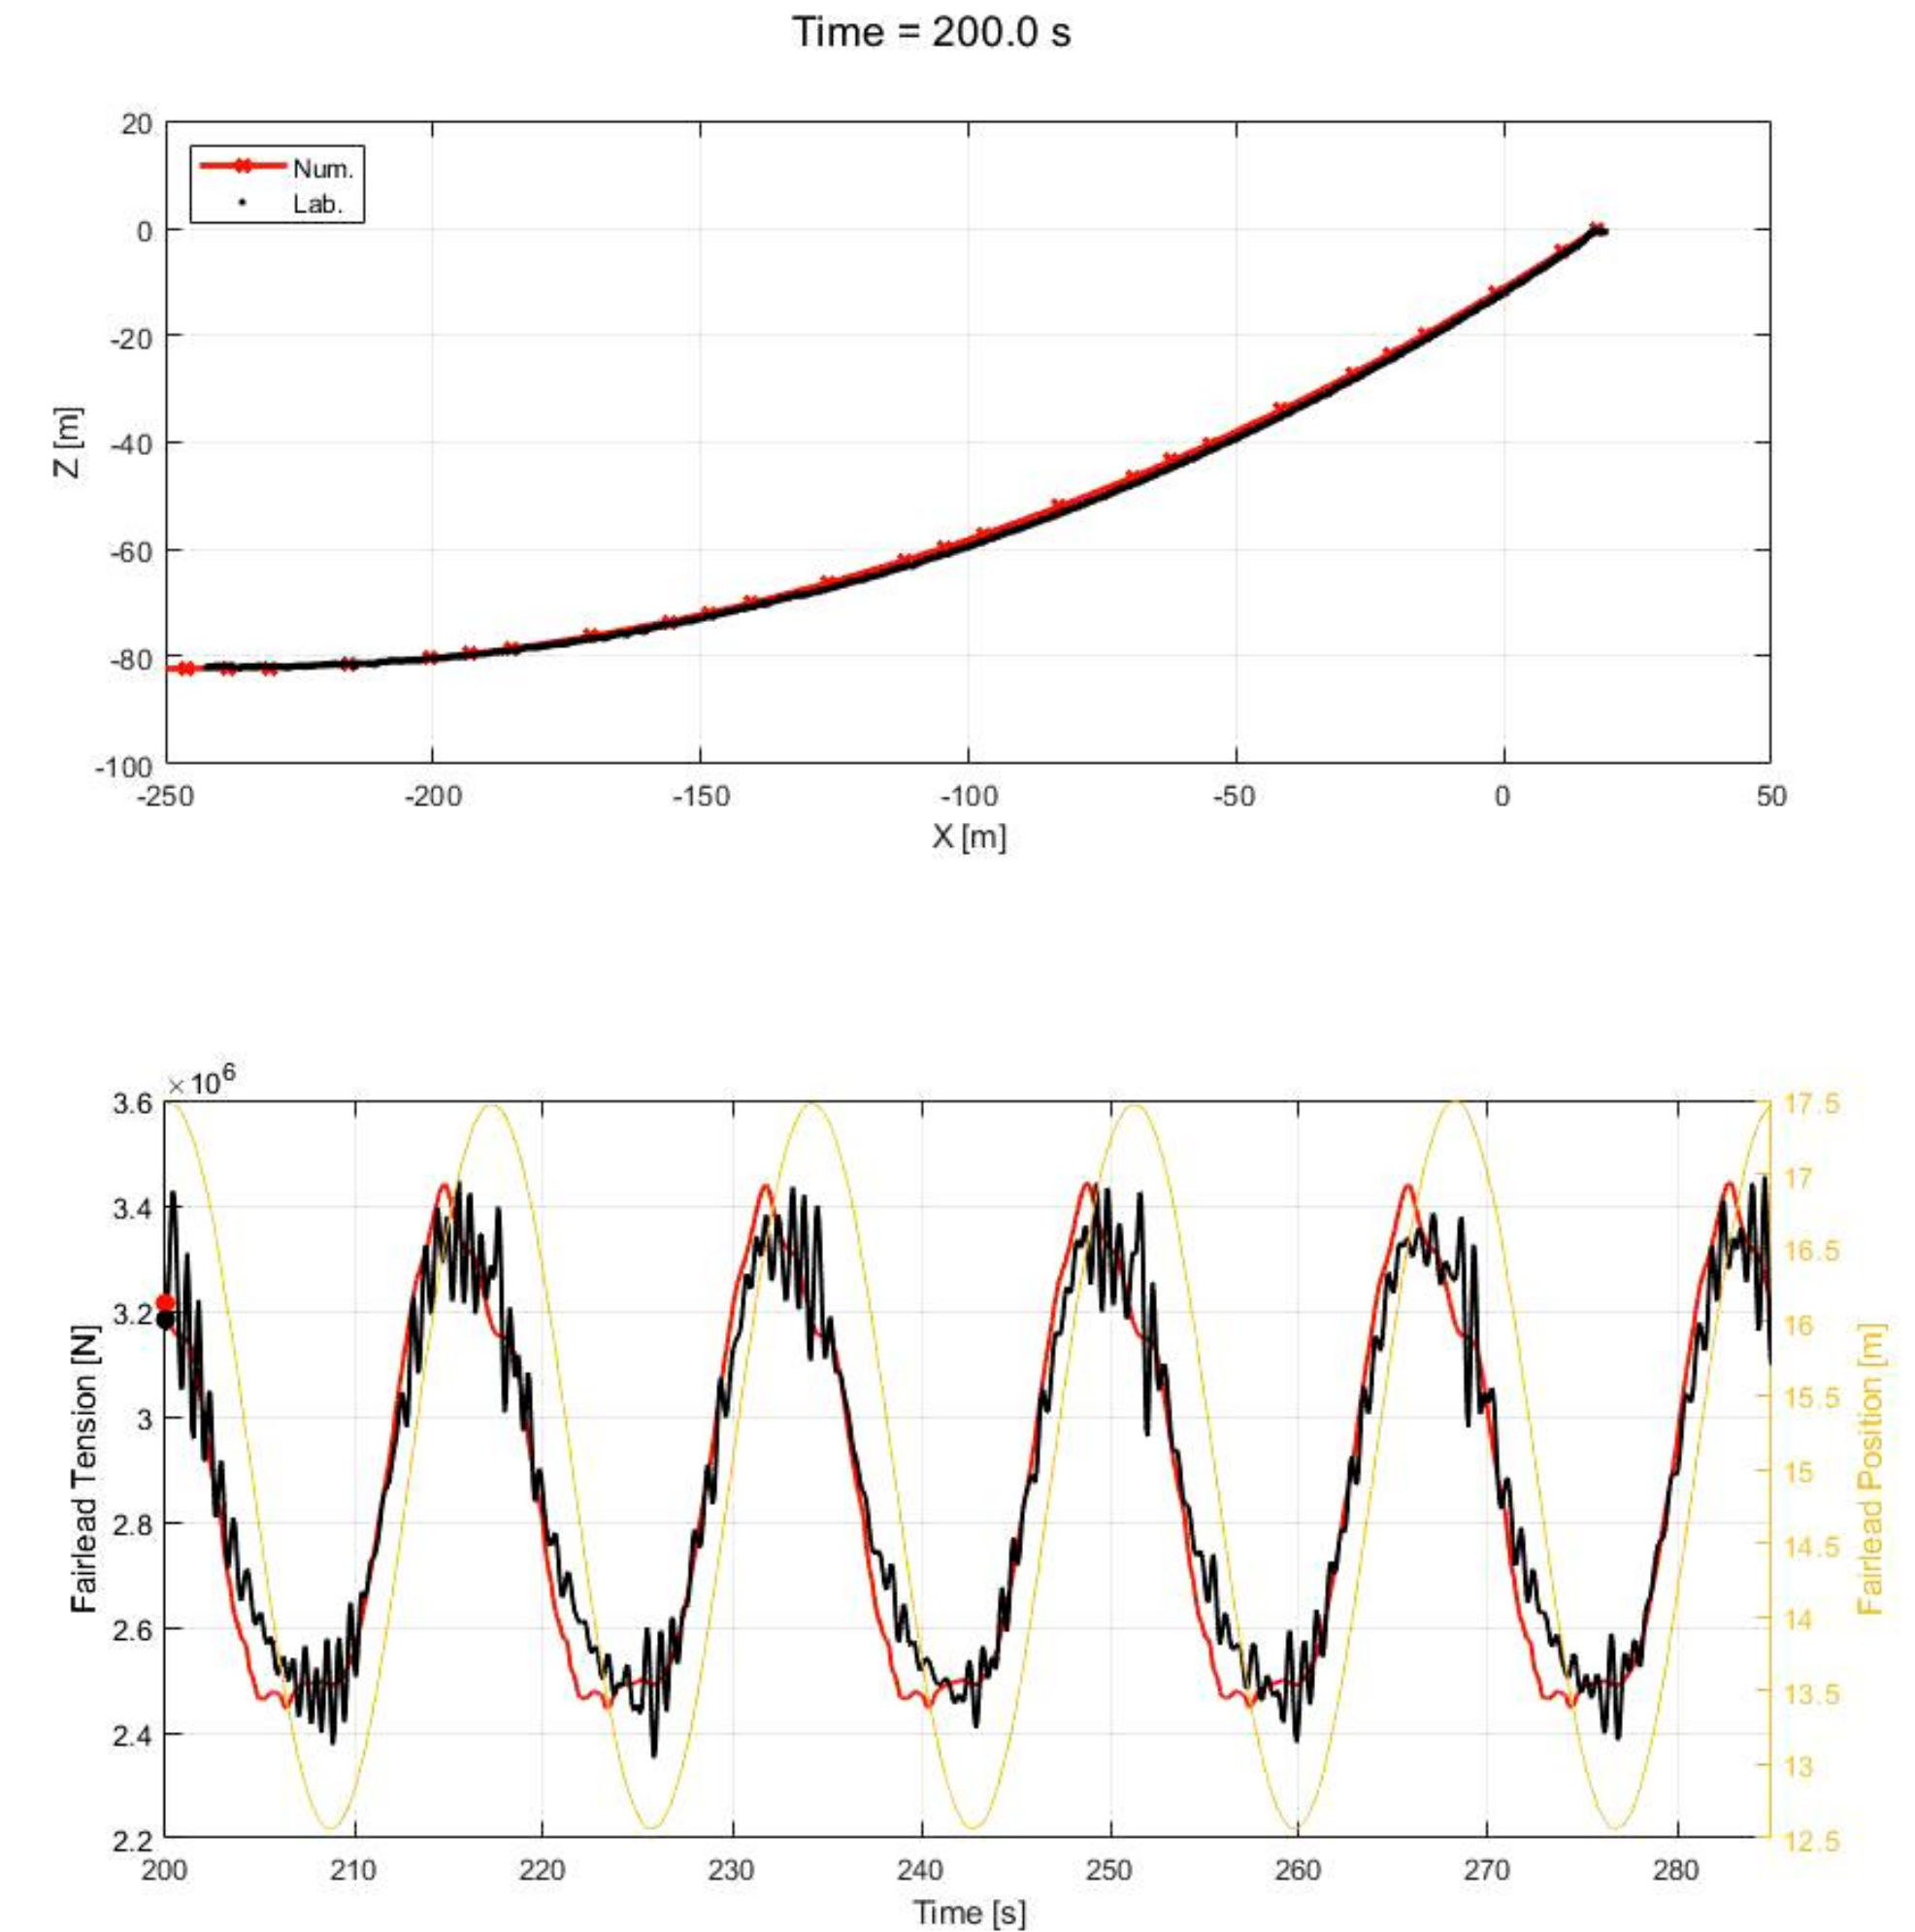 Time = 200.0 s
20
0
-20
-40
-60
-80
-100
Z [m]
Num.
Lab.
-250 -200 -150 -100 -50 0 50
X [m]
×10^6
3.6
3.4
3.2
3
2.8
2.6
2.4
2.2
Fairlead Tension [N]
17.5
17
16.5
16
15.5
15
14.5
14
13.5
13
12.5
Fairlead Position [m]
200 210 220 230 240 250 260 270 280
Time [s]